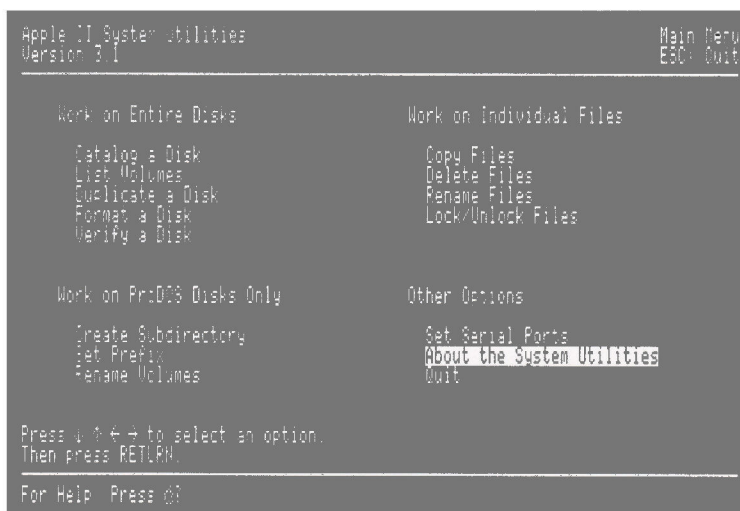 Apple II System Utilities
Version 3.1
Main Menu
ESC: Quit
Work on Entire Disks
Catalog a Disk
List Volumes
Duplicate a Disk
Format a Disk
Verify a Disk
Work on Individual Files
Copy Files
Delete Files
Rename Files
Lock/Unlock Files
Work on ProDOS Disks Only
Create Subdirectory
Set Prefix
Rename Volumes
Other Options
Set Serial Ports
About the System Utilities
Quit
Press ↓ ↑ ← → to select an option.
Then press RETURN.
For Help Press ?